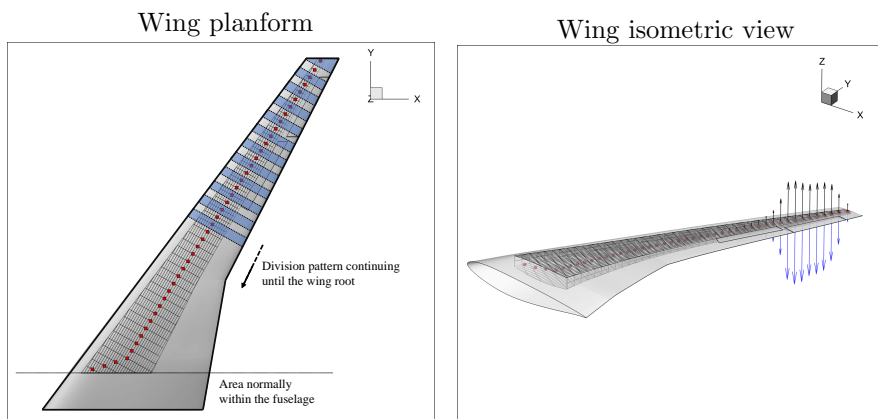 Wing planform
Y
Z
X
Division pattern continuing
until the wing root
Area normally
within the fuselage
Wing isometric view
Z
Y
X